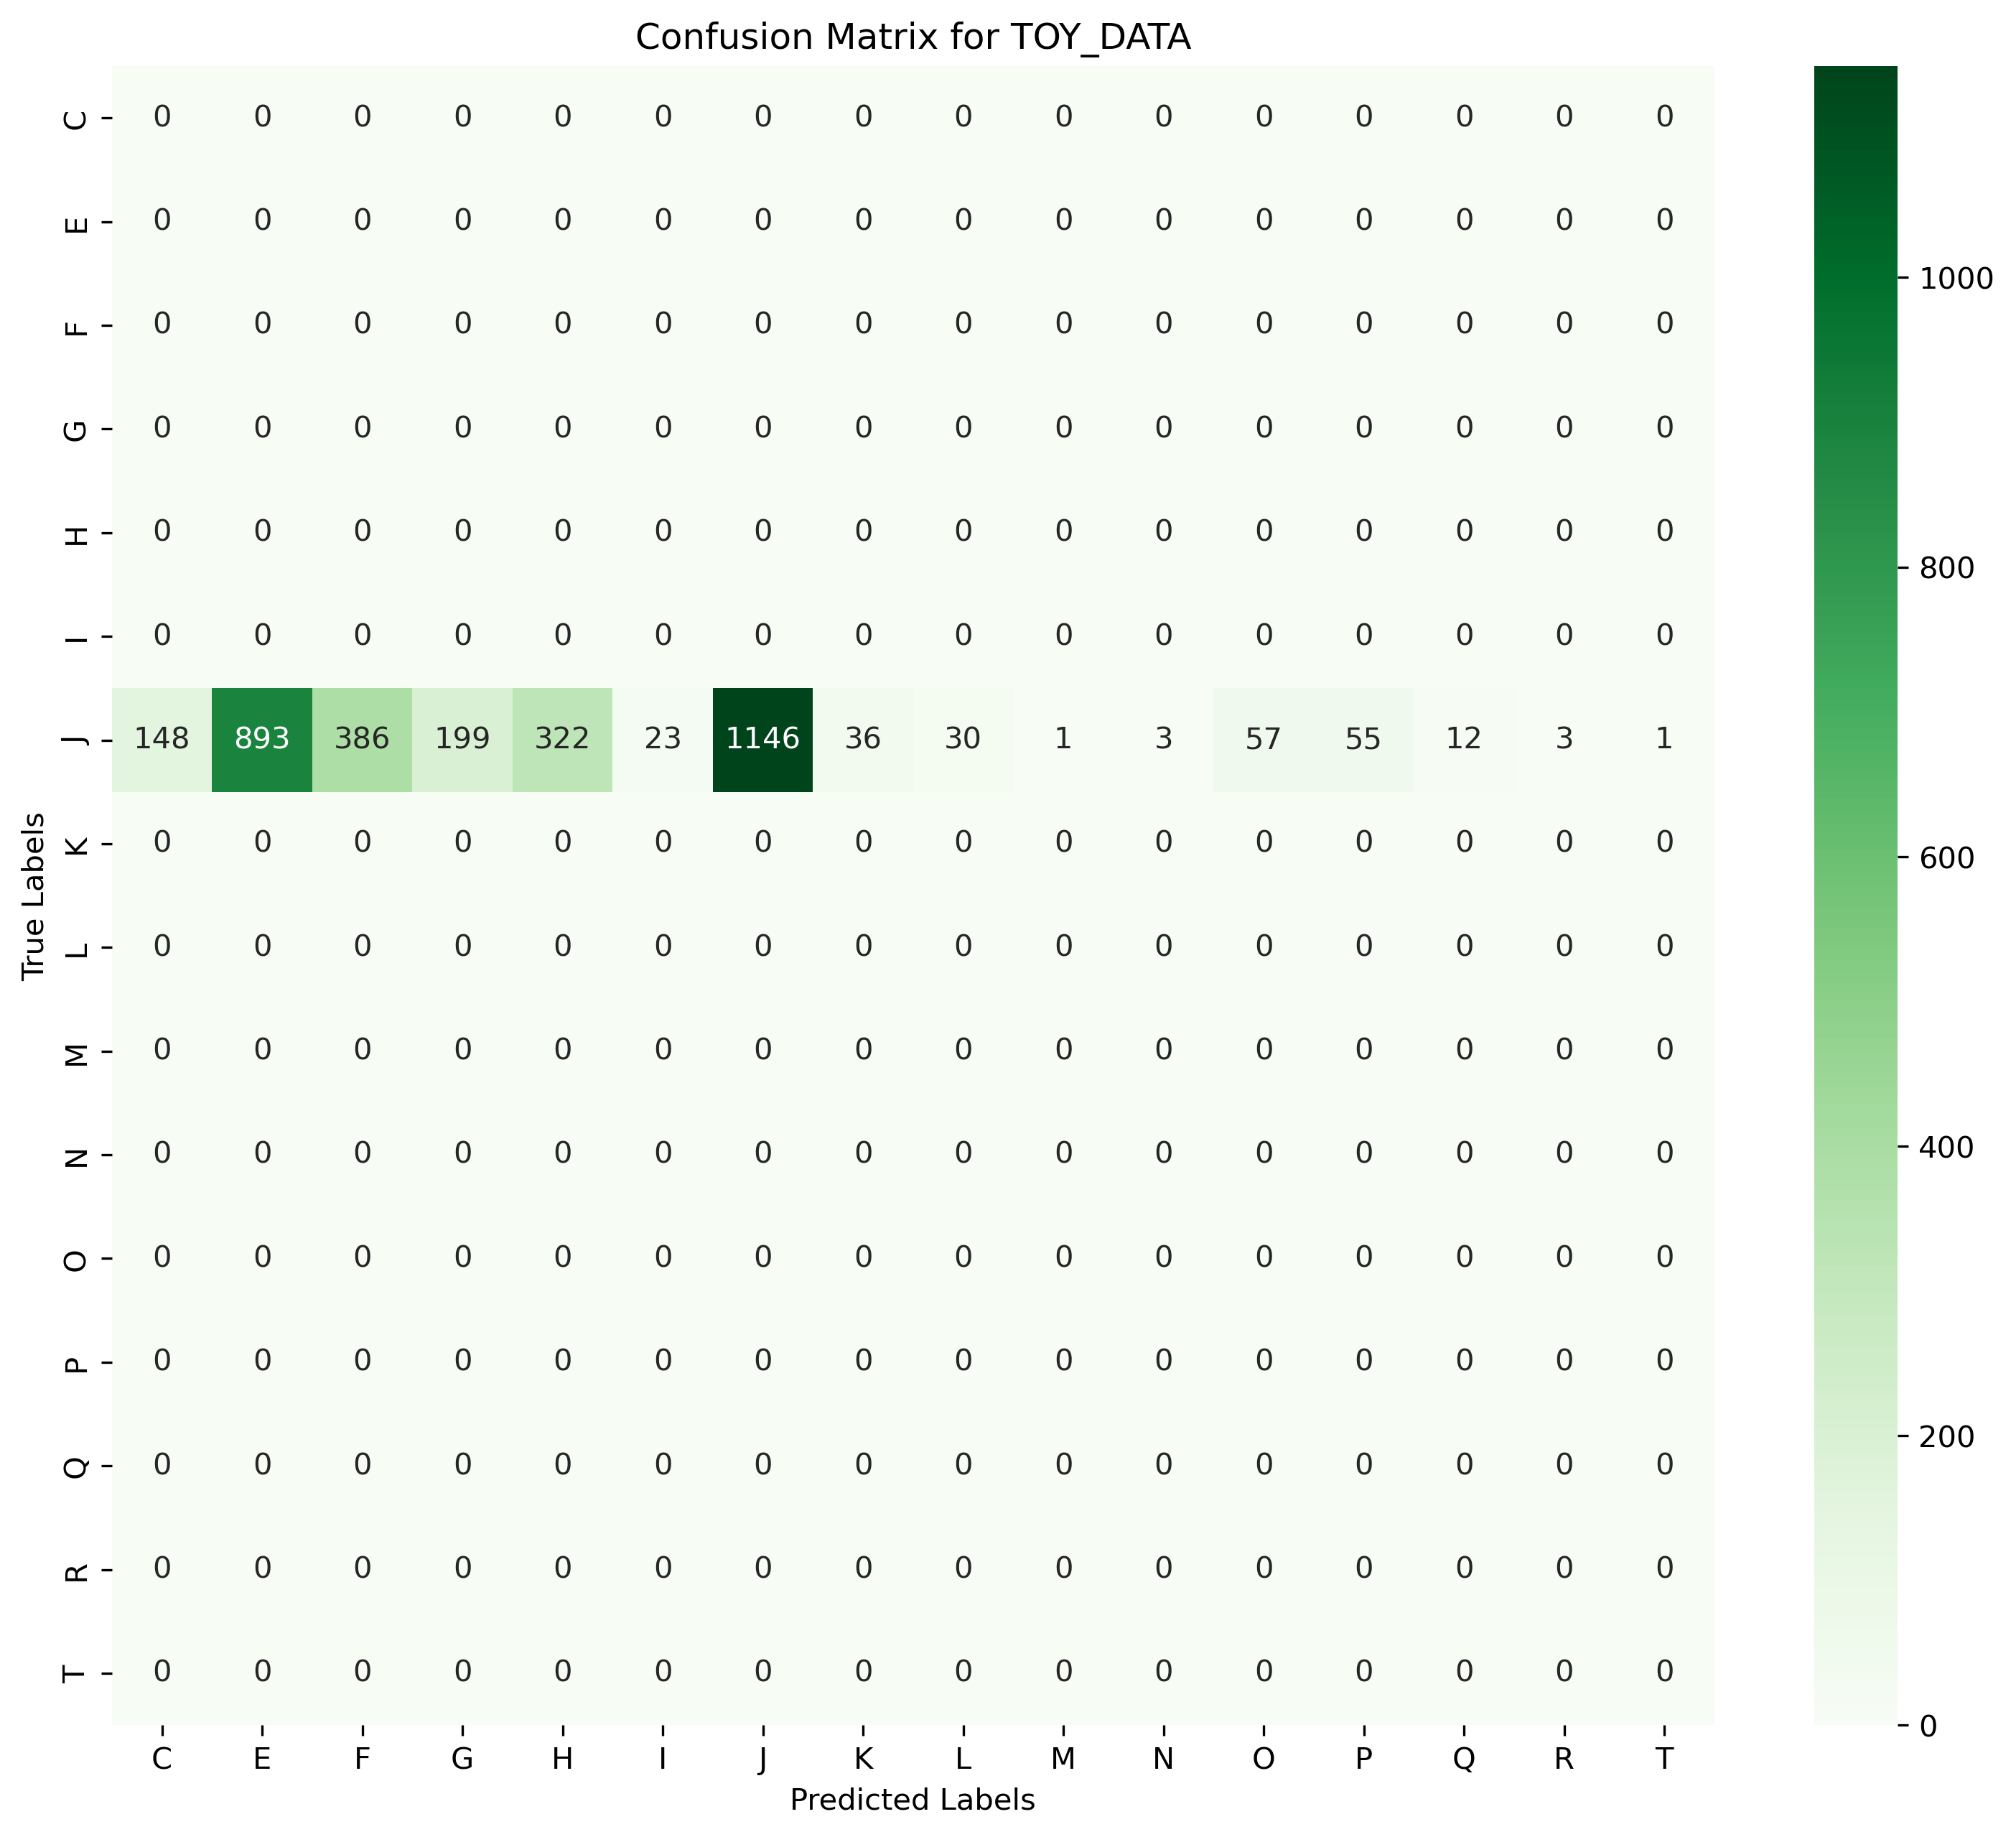 Confusion Matrix for TOY_DATA
C 0 0 0 0 0 0 0 0 0 0 0 0 0 0 0 0
E 0 0 0 0 0 0 0 0 0 0 0 0 0 0 0 0
F 0 0 0 0 0 0 0 0 0 0 0 0 0 0 0 0
G 0 0 0 0 0 0 0 0 0 0 0 0 0 0 0 0
H 0 0 0 0 0 0 0 0 0 0 0 0 0 0 0 0
I 0 0 0 0 0 0 0 0 0 0 0 0 0 0 0 0
J 148 893 386 199 322 23 1146 36 30 1 3 57 55 12 3 1
K 0 0 0 0 0 0 0 0 0 0 0 0 0 0 0 0
L 0 0 0 0 0 0 0 0 0 0 0 0 0 0 0 0
M 0 0 0 0 0 0 0 0 0 0 0 0 0 0 0 0
N 0 0 0 0 0 0 0 0 0 0 0 0 0 0 0 0
O 0 0 0 0 0 0 0 0 0 0 0 0 0 0 0 0
P 0 0 0 0 0 0 0 0 0 0 0 0 0 0 0 0
Q 0 0 0 0 0 0 0 0 0 0 0 0 0 0 0 0
R 0 0 0 0 0 0 0 0 0 0 0 0 0 0 0 0
T 0 0 0 0 0 0 0 0 0 0 0 0 0 0 0 0
C E F G H I J K L M N O P Q R T
Predicted Labels
True Labels
1000
800
600
400
200
0